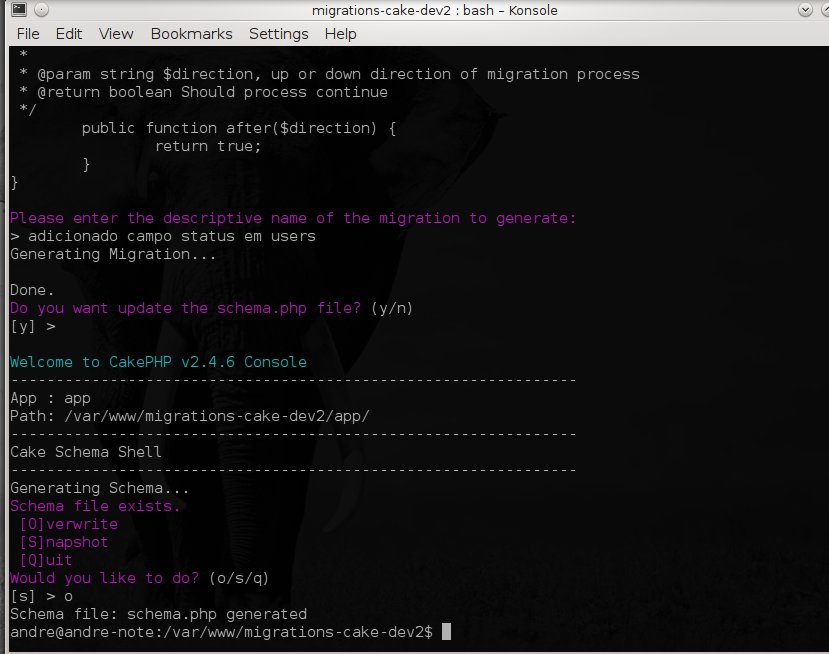 migrations-cake-dev2 : bash – Konsole
File Edit View Bookmarks Settings Help
 *
 * @param string $direction, up or down direction of migration process
 * @return boolean Should process continue
 */
        public function after($direction) {
                return true;
        }
}
Please enter the descriptive name of the migration to generate:
> adicionado campo status em users
Generating Migration...
Done.
Do you want update the schema.php file? (y/n)
[y] >
Welcome to CakePHP v2.4.6 Console
---------------------------------------------------------------
App : app
Path: /var/www/migrations-cake-dev2/app/
---------------------------------------------------------------
Cake Schema Shell
---------------------------------------------------------------
Generating Schema...
Schema file exists.
 [O]verwrite
 [S]napshot
 [Q]uit
Would you like to do? (o/s/q)
[s] > o
Schema file: schema.php generated
andre@andre-note:/var/www/migrations-cake-dev2$